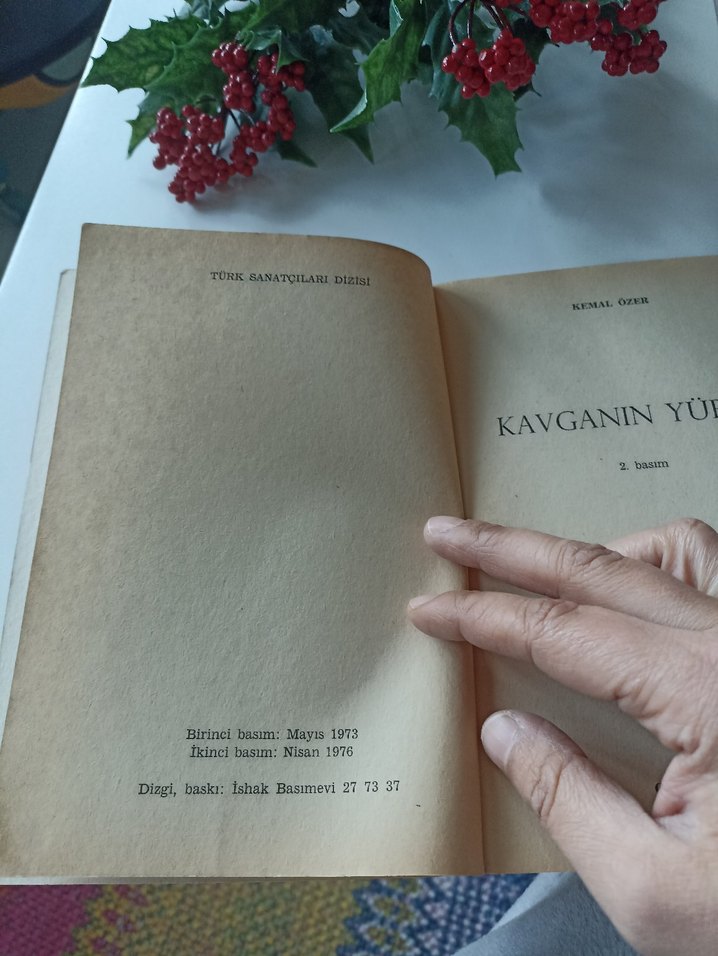 TÜRK SANATÇILARI DİZİSİ
Birinci basım: Mayıs 1973
İkinci basım: Nisan 1976
Dizgi, baskı: İshak Basımevi 27 73 37
KEMAL ÖZER
KAVGANIN
2. basım